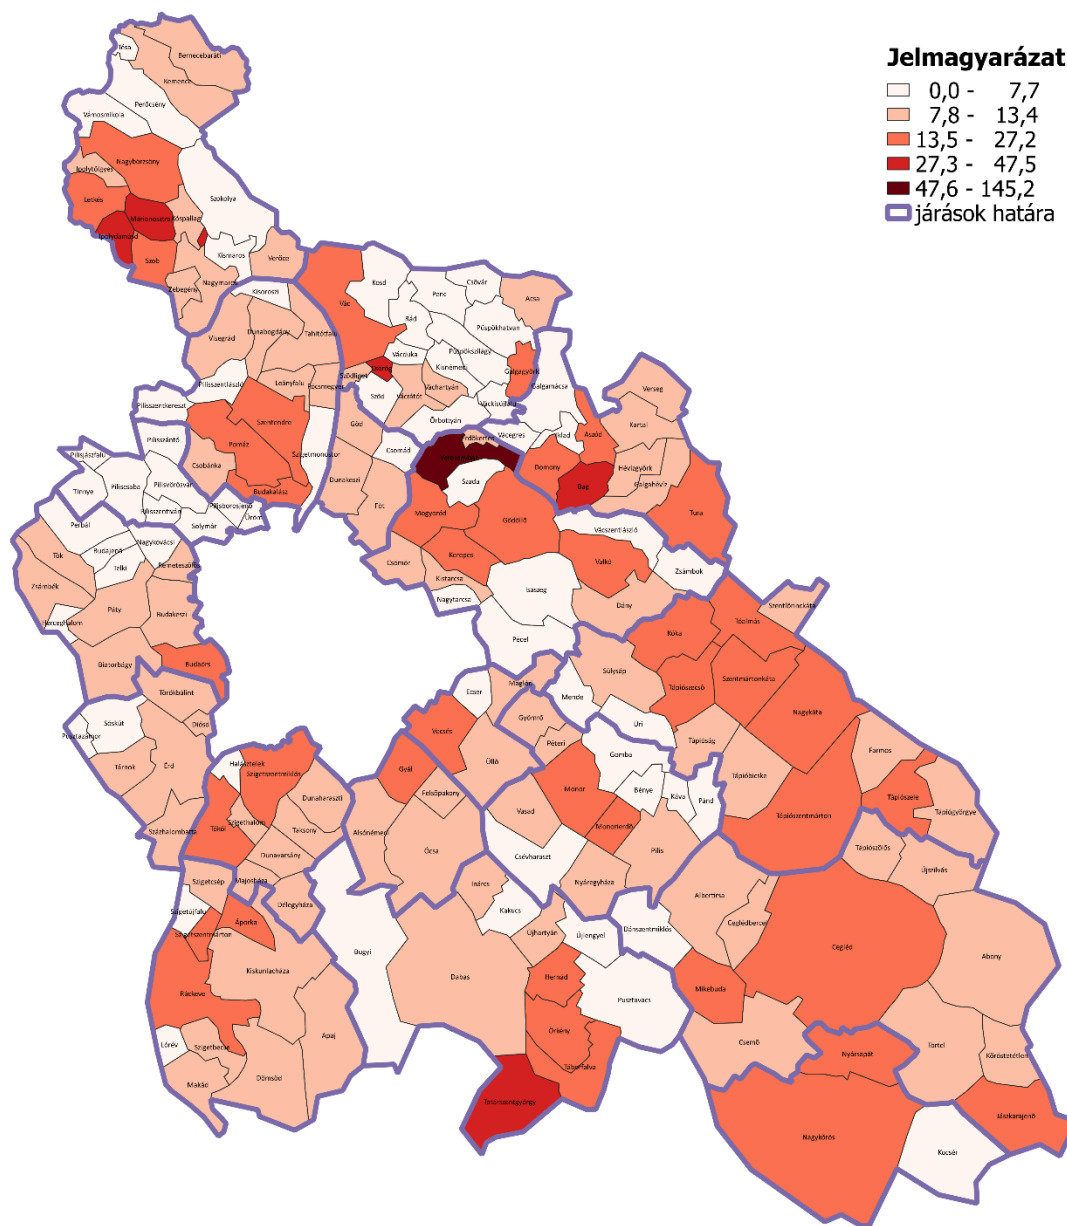 Jelmagyarázat
0,0 - 7,7
7,8 - 13,4
13,5 - 27,2
27,3 - 47,5
47,6 - 145,2
járások határa
Tésa
Bernecebaráti
Kemence
Perőcsény
Vámosmikola
Nagybörzsöny
Ipolytölgyes
Szokolya
Letkés
Márianosztra
Kóspallag
Ipolydamásd
Szob
Kismaros
Verőce
Zebegény
Nagymaros
Kisoroszi
Vác
Kosd
Penc
Csővár
Acsa
Rád
Püspökhatvan
Visegrád
Dunabogdány
Tahitótfalu
Váckisújfalu
Püspökszilágy
Kisnémedi
Galgagyörk
Galgamácsa
Pilisszentlászló
Leányfalu
Pócsmegyer
Sződliget
Csörög
Sződ
Vácrátót
Váchartyán
Őrbottyán
Verseg
Kartal
Pilisszentkereszt
Szentendre
Göd
Csomád
Erdőkertes
Vácegres
Iklad
Aszód
Pilisszántó
Pomáz
Szigetmonostor
Veresegyház
Szada
Domony
Bag
Hévízgyörk
Galgahévíz
Pilisjászfalu
Piliscsaba
Pilisvörösvár
Csobánka
Budakalász
Dunakeszi
Fót
Mogyoród
Gödöllő
Tura
Tinnye
Pilisszentiván
Pilisborosjenő
Solymár
Üröm
Perbál
Vácszentlászló
Tök
Budajenő
Nagykovácsi
Telki
Remeteszőlős
Csömör
Kerepes
Kistarcsa
Valkó
Zsámbok
Zsámbék
Herceghalom
Páty
Budakeszi
Nagytarcsa
Isaszeg
Dány
Szentlőrinckáta
Tóalmás
Kóka
Pécel
Biatorbágy
Budaörs
Sülysáp
Tápiószecső
Szentmártonkáta
Nagykáta
Törökbálint
Ecser
Maglód
Mende
Úri
Sóskút
Pusztazámor
Diósd
Vecsés
Gyömrő
Péteri
Üllő
Tápióság
Farmos
Tárnok
Érd
Halásztelek
Szigetszentmiklós
Gyál
Felsőpakony
Gomba
Bénye
Káva
Pánd
Tápióbicske
Tápiószele
Tápiógyörgye
Százhalombatta
Tököl
Szigethalom
Dunaharaszti
Taksony
Alsónémedi
Ócsa
Vasad
Monor
Monorierdő
Pilis
Tápiószentmárton
Tápiószőlős
Újszilvás
Dunavarsány
Csévharaszt
Szigetcsép
Majosháza
Délegyháza
Inárcs
Nyáregyháza
Albertirsa
Ceglédbercel
Szigetújfalu
Szigetszentmárton
Áporka
Kakucs
Újhartyán
Újlengyel
Dánszentmiklós
Cegléd
Abony
Bugyi
Kiskunlacháza
Dabas
Hernád
Pusztavacs
Mikebuda
Ráckeve
Lórév
Szigetbecse
Apaj
Örkény
Táborfalva
Csemő
Nyársapát
Törtel
Kőröstetétlen
Makád
Dömsöd
Tatárszentgyörgy
Nagykőrös
Jászkarajenő
Kocsér